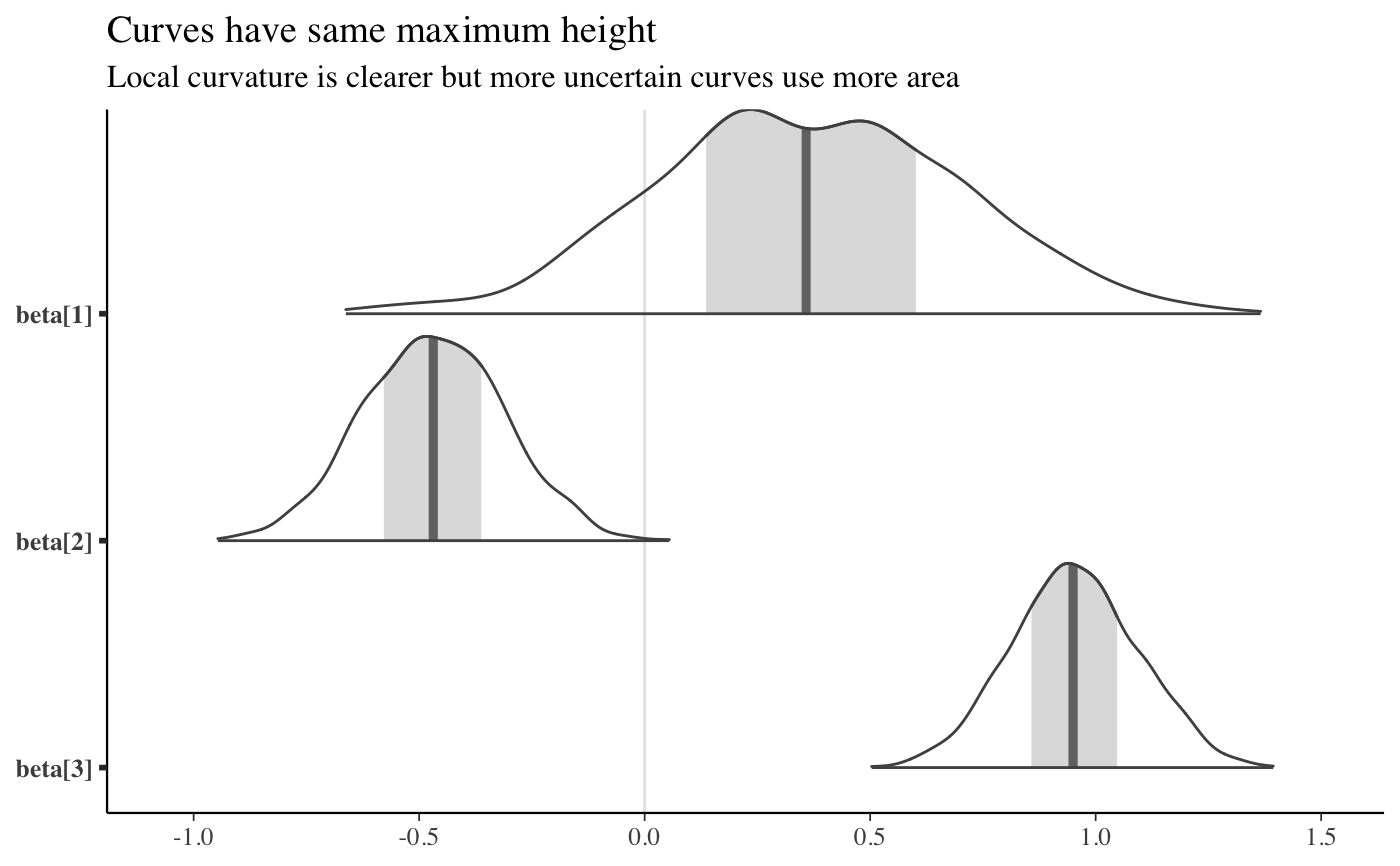 Curves have same maximum height
Local curvature is clearer but more uncertain curves use more area
beta[1]
beta[2]
beta[3]
-1.0 -0.5 0.0 0.5 1.0 1.5